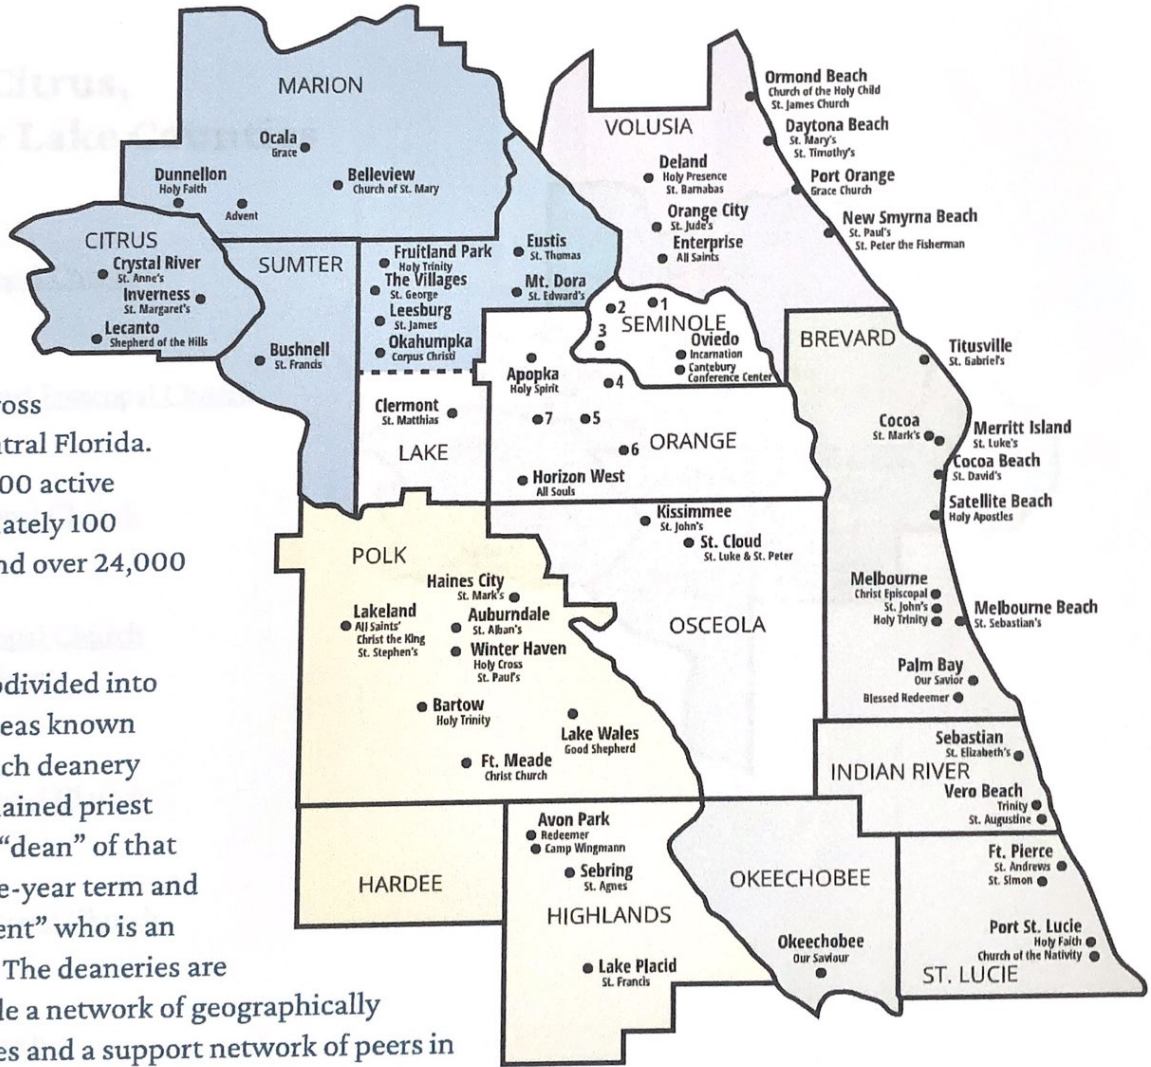 MARION
Ocala
Grace
Dunnellon
Holy Faith
Belleview
Church of St. Mary
Advent
CITRUS
Crystal River
St. Anne's
Inverness
St. Margaret's
Lecanto
Shepherd of the Hills
SUMTER
Bushnell
St. Francis
Fruitland Park
Holy Trinity
The Villages
St. George
Leesburg
St. James
Okahumpka
Corpus Christi
Eustis
St. Thomas
Mt. Dora
St. Edward's
Clermont
St. Matthias
LAKE
VOLUSIA
Ormond Beach
Church of the Holy Child
St. James Church
Daytona Beach
St. Mary's
St. Timothy's
Deland
Holy Presence
St. Barnabas
Port Orange
Grace Church
Orange City
St. Jude's
New Smyrna Beach
St. Paul's
St. Peter the Fisherman
Enterprise
All Saints
1
2
3
SEMINOLE
Oviedo
Incarnation
Cantebury
Conference Center
Apopka
Holy Spirit
4
5
6
7
ORANGE
Horizon West
All Souls
BREVARD
Titusville
St. Gabriel's
Cocoa
St. Mark's
Merritt Island
St. Luke's
Cocoa Beach
St. David's
Satellite Beach
Holy Apostles
Melbourne
Christ Episcopal
St. John's
Holy Trinity
Melbourne Beach
St. Sebastian's
Palm Bay
Our Savior
Blessed Redeemer
Kissimmee
St. John's
St. Cloud
St. Luke & St. Peter
OSCEOLA
POLK
Haines City
St. Mark's
Lakeland
All Saints'
Christ the King
St. Stephen's
Auburndale
St. Alban's
Winter Haven
Holy Cross
St. Paul's
Bartow
Holy Trinity
Lake Wales
Good Shepherd
Ft. Meade
Christ Church
HARDEE
Avon Park
Redeemer
Camp Wingmann
Sebring
St. Agnes
HIGHLANDS
Lake Placid
St. Francis
OKEECHOBEE
Okeechobee
Our Saviour
Sebastian
St. Elizabeth's
INDIAN RIVER
Vero Beach
Trinity
St. Augustine
Ft. Pierce
St. Andrews
St. Simon
Port St. Lucie
Holy Faith
Church of the Nativity
ST. LUCIE
ross
ntral Florida.
00 active
ately 100
nd over 24,000
divided into
eas known
ch deanery
ained priest
"dean" of that
e-year term and
ent" who is an
The deaneries are
le a network of geographically
es and a support network of peers in
Citrus,
Lake Counties